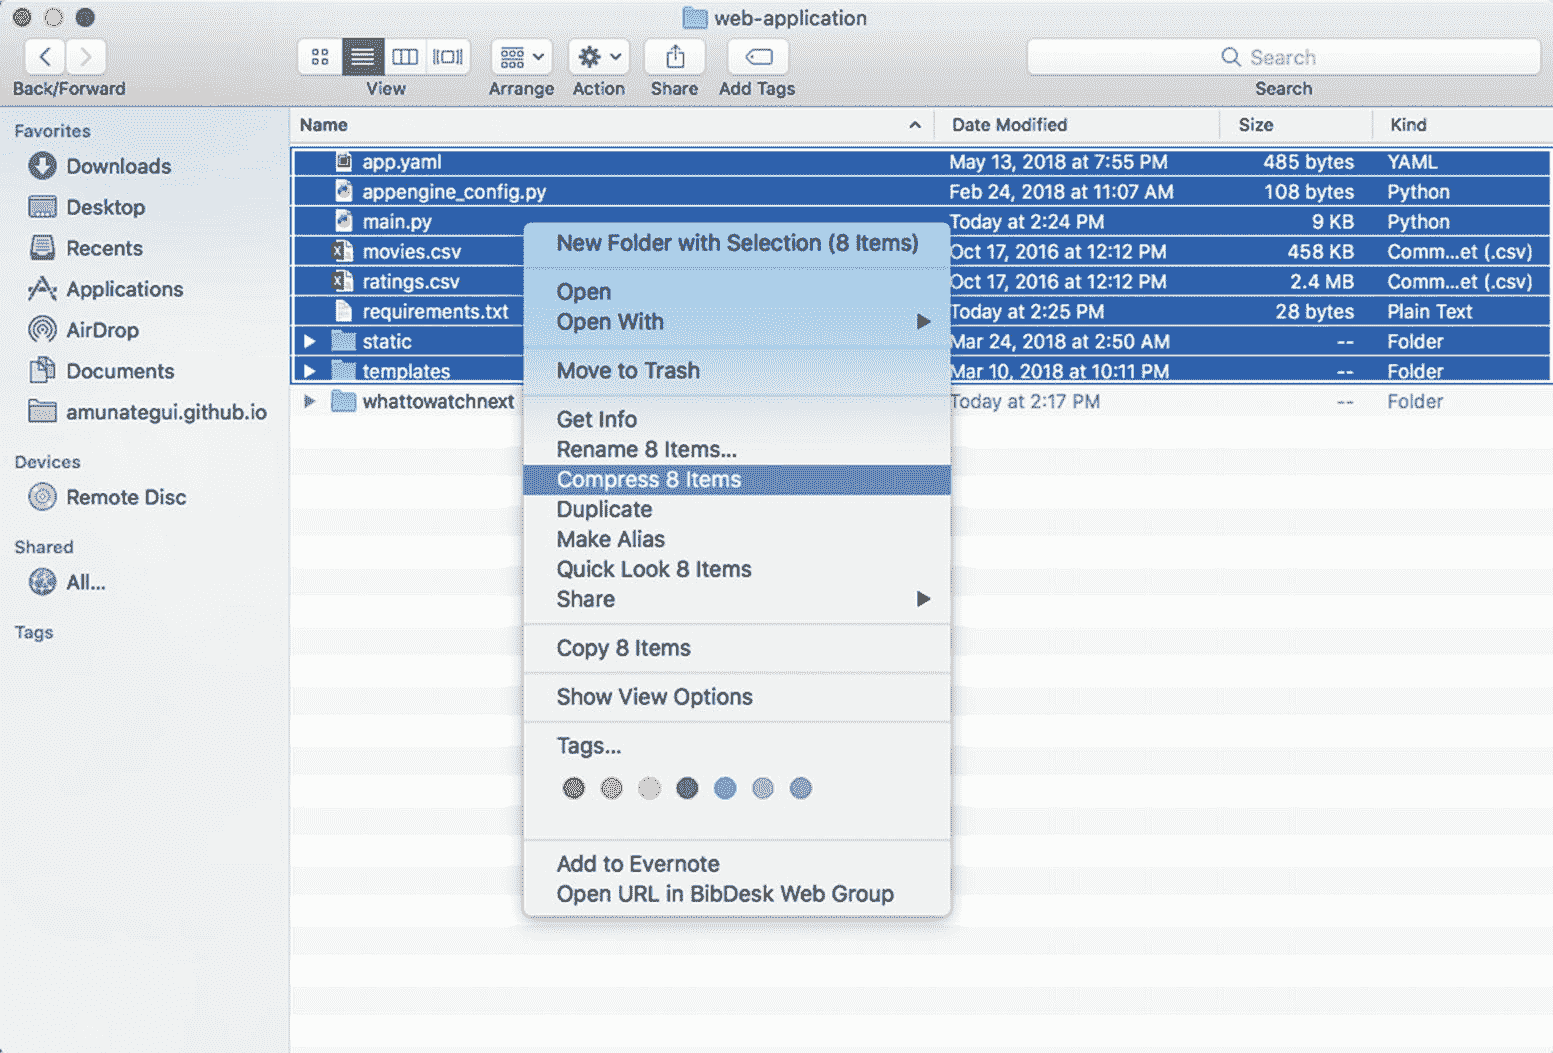 web-application
Search
Back/Forward View Arrange Action Share Add Tags Search
Favorites
Downloads
Desktop
Recents
Applications
AirDrop
Documents
amunategui.github.io
Devices
Remote Disc
Shared
All...
Tags
Name Date Modified Size Kind
app.yaml May 13, 2018 at 7:55 PM 485 bytes YAML
appengine_config.py Feb 24, 2018 at 11:07 AM 108 bytes Python
main.py Today at 2:24 PM 9 KB Python
movies.csv Oct 17, 2016 at 12:12 PM 458 KB Comm...et (.csv)
ratings.csv Oct 17, 2016 at 12:12 PM 2.4 MB Comm...et (.csv)
requirements.txt Today at 2:25 PM 28 bytes Plain Text
static Mar 24, 2018 at 2:50 AM -- Folder
templates Mar 10, 2018 at 10:11 PM -- Folder
whattowatchnext Today at 2:17 PM -- Folder
New Folder with Selection (8 Items)
Open
Open With
Move to Trash
Get Info
Rename 8 Items...
Compress 8 Items
Duplicate
Make Alias
Quick Look 8 Items
Share
Copy 8 Items
Show View Options
Tags...
Add to Evernote
Open URL in BibDesk Web Group